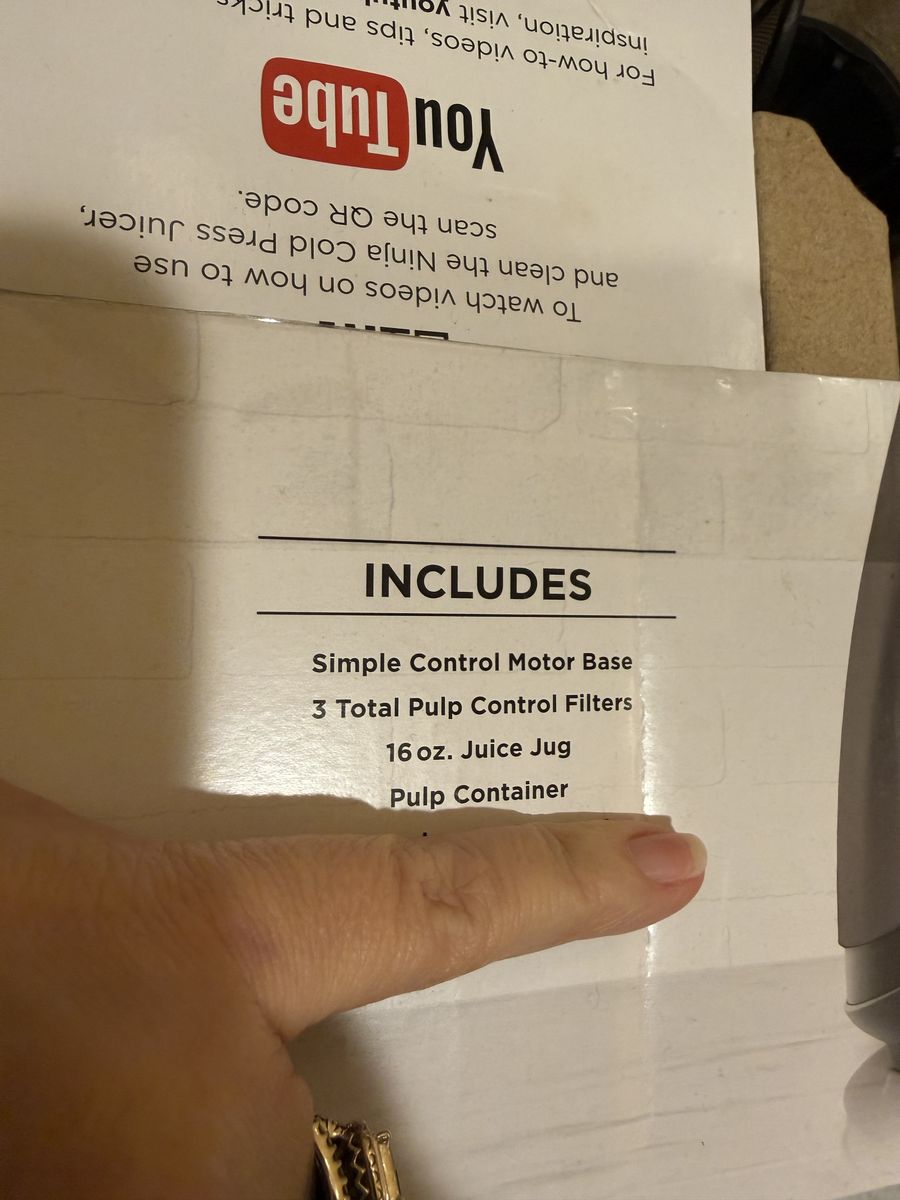 INCLUDES
Simple Control Motor Base
3 Total Pulp Control Filters
16 oz. Juice Jug
Pulp Container
To watch videos on how to use
and clean the Ninja Cold Press Juicer,
scan the QR code.
YouTube
For how-to videos, tips and tricks
inspiration, visit